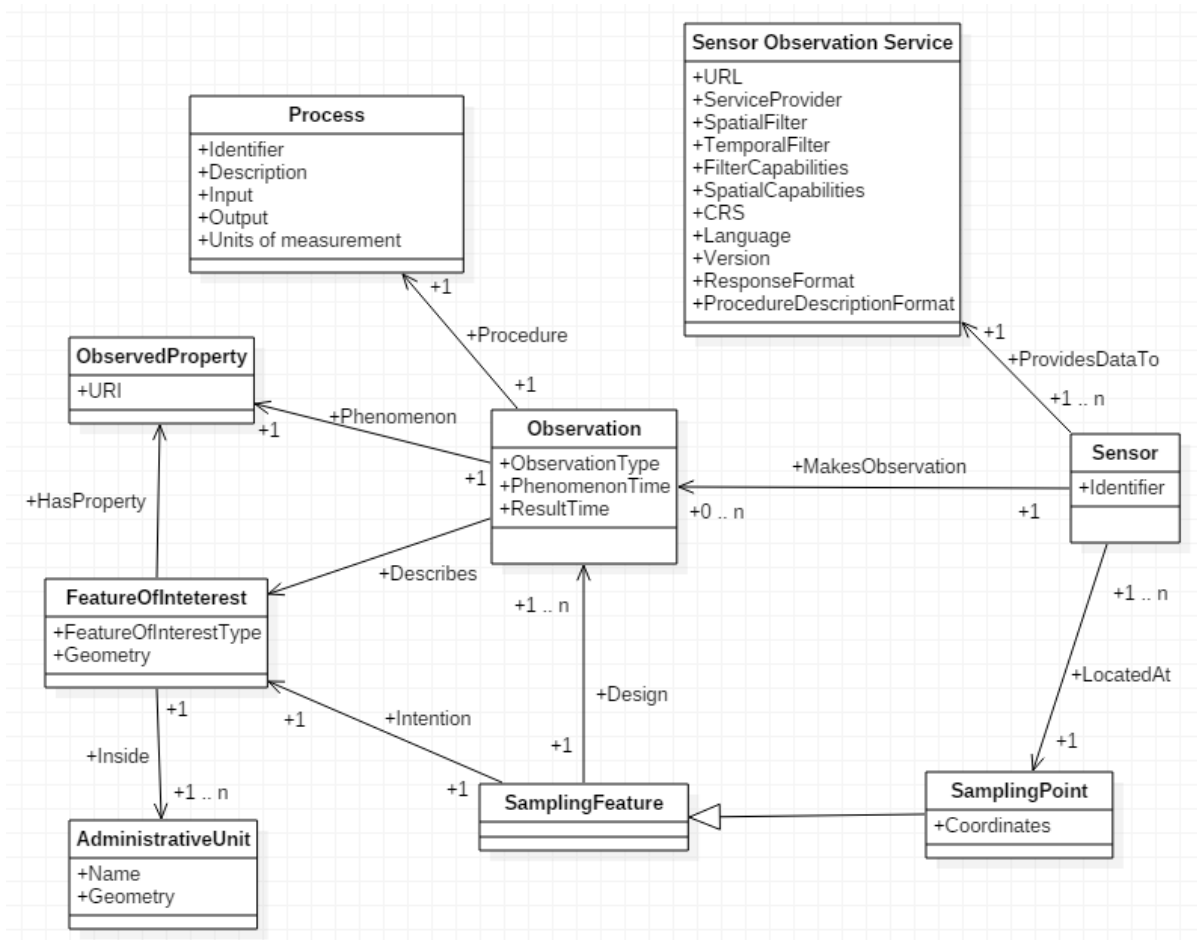 Sensor Observation Service
+URL
+ServiceProvider
+SpatialFilter
+TemporalFilter
+FilterCapabilities
+SpatialCapabilities
+CRS
+Language
+Version
+ResponseFormat
+ProcedureDescriptionFormat
Process
+Identifier
+Description
+Input
+Output
+Units of measurement
+1
+Procedure
+1
+1
+ProvidesDataTo
+1 .. n
ObservedProperty
+URI
+1
+Phenomenon
+1
Observation
+ObservationType
+PhenomenonTime
+ResultTime
+MakesObservation
+0 .. n
+1
Sensor
+Identifier
+HasProperty
+Describes
+1 .. n
+1 .. n
FeatureOfInteterest
+FeatureOfInterestType
+Geometry
+LocatedAt
+Design
+1
+1
+Intention
+1
+1
+1
+Inside
+1 .. n
SamplingFeature
SamplingPoint
+Coordinates
AdministrativeUnit
+Name
+Geometry